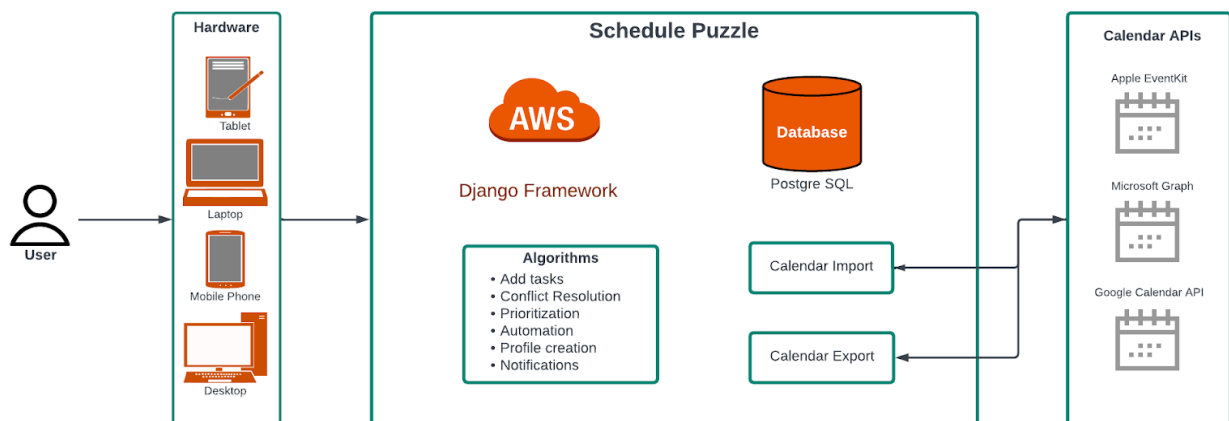 Hardware
Tablet
Laptop
Mobile Phone
Desktop
User
Schedule Puzzle
AWS
Django Framework
Database
Postgre SQL
Algorithms
• Add tasks
• Conflict Resolution
• Prioritization
• Automation
• Profile creation
• Notifications
Calendar Import
Calendar Export
Calendar APIs
Apple EventKit
Microsoft Graph
Google Calendar API